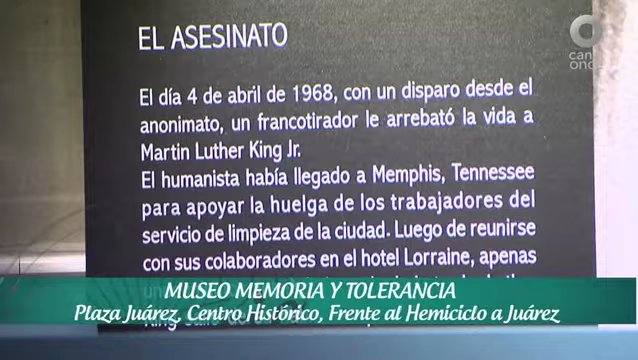 EL ASESINATO
canal
once
El día 4 de abril de 1968, con un disparo desde el
anonimato, un francotirador le arrebató la vida a
Martin Luther King Jr.
El humanista había llegado a Memphis, Tennessee
para apoyar la huelga de los trabajadores del
servicio de limpieza de la ciudad. Luego de reunirse
con sus colaboradores en el hotel Lorraine, apenas
MUSEO MEMORIA Y TOLERANCIA
Plaza Juárez, Centro Histórico, Frente al Hemiciclo a Juárez